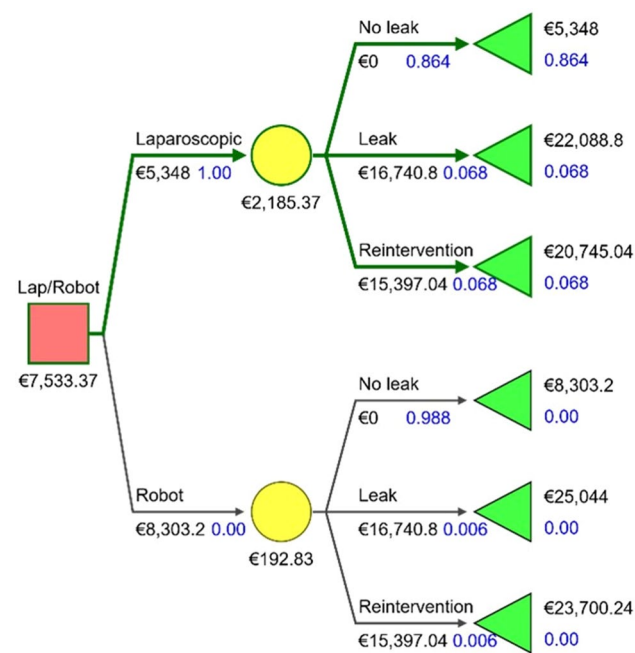 No leak
€0 0.864
€5,348
0.864
Laparoscopic
€5,348 1.00
€2,185.37
Leak
€16,740.8 0.068
€22,088.8
0.068
Reintervention
€15,397.04 0.068
€20,745.04
0.068
Lap/Robot
€7,533.37
No leak
€0 0.988
€8,303.2
0.00
Robot
€8,303.2 0.00
€192.83
Leak
€16,740.8 0.006
€25,044
0.00
Reintervention
€15,397.04 0.006
€23,700.24
0.00